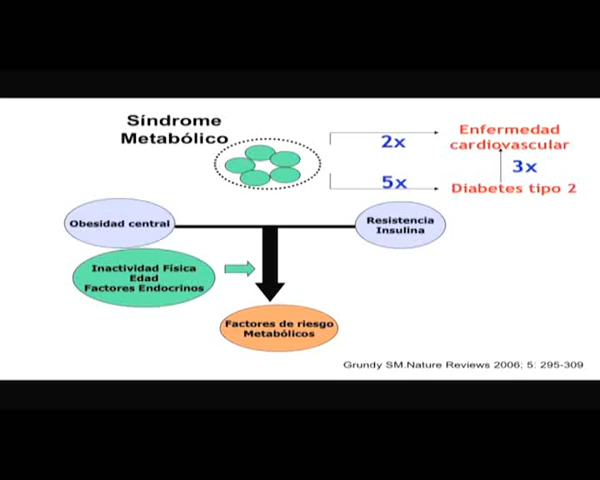 Síndrome
Metabólico
2x
5x
Enfermedad
cardiovascular
3x
Diabetes tipo 2
Obesidad central
Resistencia
Insulina
Inactividad Física
Edad
Factores Endocrinos
Factores de riesgo
Metabólicos
Grundy SM.Nature Reviews 2006; 5: 295-309